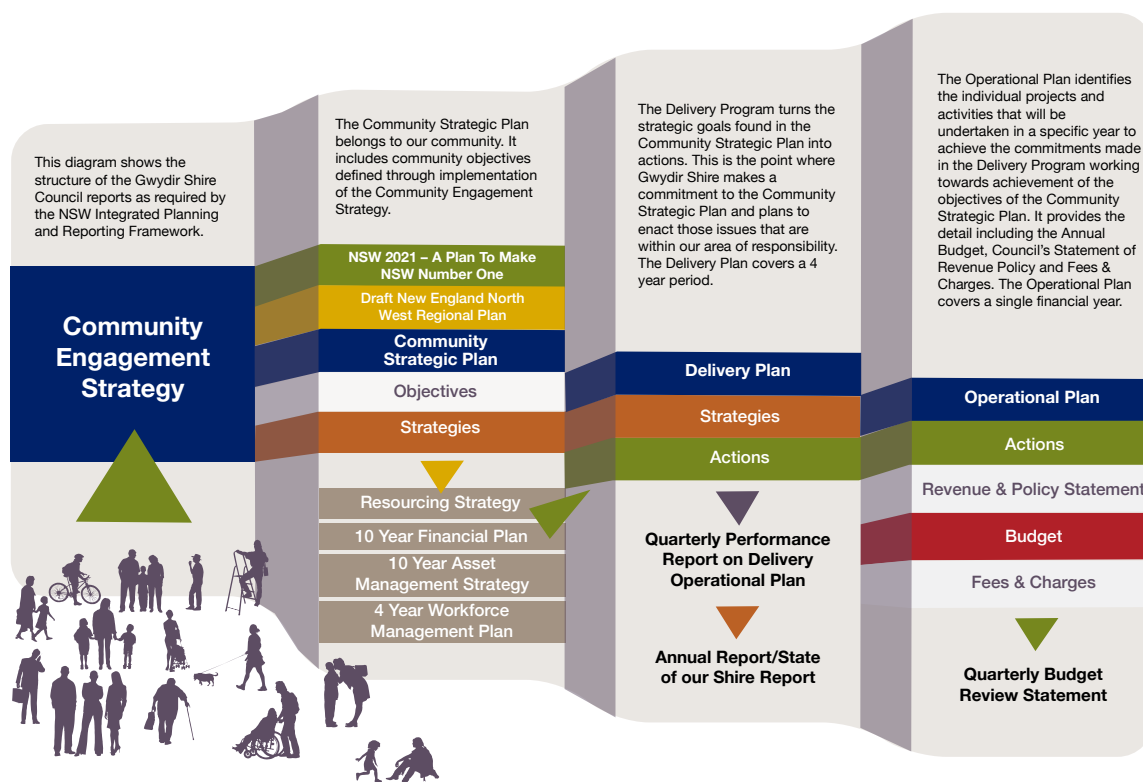 This diagram shows the
structure of the Gwydir Shire
Council reports as required by
the NSW Integrated Planning
and Reporting Framework.
Community
Engagement
Strategy
The Community Strategic Plan
belongs to our community. It
includes community objectives
defined through implementation
of the Community Engagement
Strategy.
NSW 2021 – A Plan To Make
NSW Number One
Draft New England North
West Regional Plan
Community
Strategic Plan
Objectives
Strategies
Resourcing Strategy
10 Year Financial Plan
10 Year Asset
Management Strategy
4 Year Workforce
Management Plan
The Delivery Program turns the
strategic goals found in the
Community Strategic Plan into
actions. This is the point where
Gwydir Shire makes a
commitment to the Community
Strategic Plan and plans to
enact those issues that are
within our area of responsibility.
The Delivery Plan covers a 4
year period.
Delivery Plan
Strategies
Actions
Quarterly Performance
Report on Delivery
Operational Plan
Annual Report/State
of our Shire Report
The Operational Plan identifies
the individual projects and
activities that will be
undertaken in a specific year to
achieve the commitments made
in the Delivery Program working
towards achievement of the
objectives of the Community
Strategic Plan. It provides the
detail including the Annual
Budget, Council's Statement of
Revenue Policy and Fees &
Charges. The Operational Plan
covers a single financial year.
Operational Plan
Actions
Revenue & Policy Statement
Budget
Fees & Charges
Quarterly Budget
Review Statement